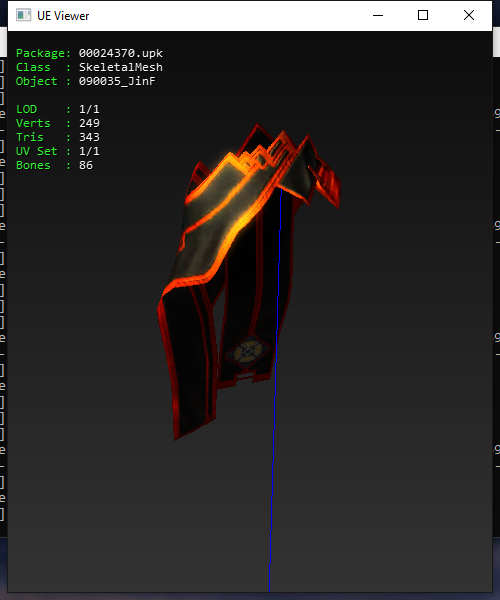 UE Viewer
Package: 00024370.upk
Class  : SkeletalMesh
Object : 090035_JinF
LOD    : 1/1
Verts  : 249
Tris   : 343
UV Set : 1/1
Bones  : 86